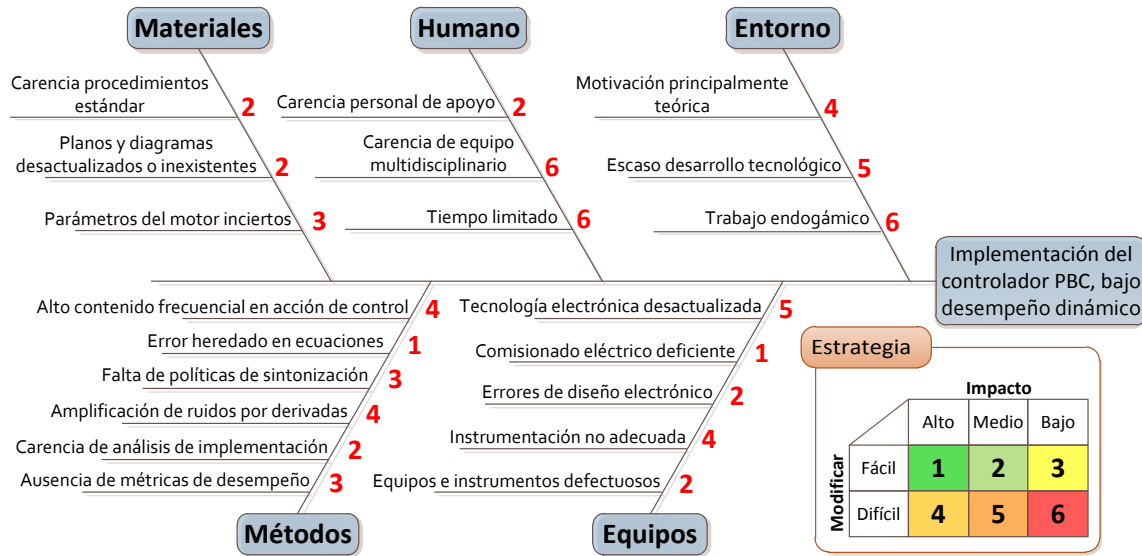 Materiales
Humano
Entorno
Carencia procedimientos
estándar
2
Planos y diagramas
desactualizados o inexistentes
2
Parámetros del motor inciertos
3
Carencia personal de apoyo
2
Carencia de equipo
multidisciplinario
6
Tiempo limitado
6
Motivación principalmente
teórica
4
Escaso desarrollo tecnológico
5
Trabajo endogámico
6
Implementación del
controlador PBC, bajo
desempeño dinámico
Alto contenido frecuencial en acción de control
4
Error heredado en ecuaciones
1
Falta de políticas de sintonización
3
Amplificación de ruidos por derivadas
4
Carencia de análisis de implementación
2
Ausencia de métricas de desempeño
3
Métodos
Tecnología electrónica desactualizada
5
Comisionado eléctrico deficiente
1
Errores de diseño electrónico
2
Instrumentación no adecuada
4
Equipos e instrumentos defectuosos
2
Equipos
Estrategia
Impacto
Alto Medio Bajo
Modificar
Fácil 1 2 3
Difícil 4 5 6